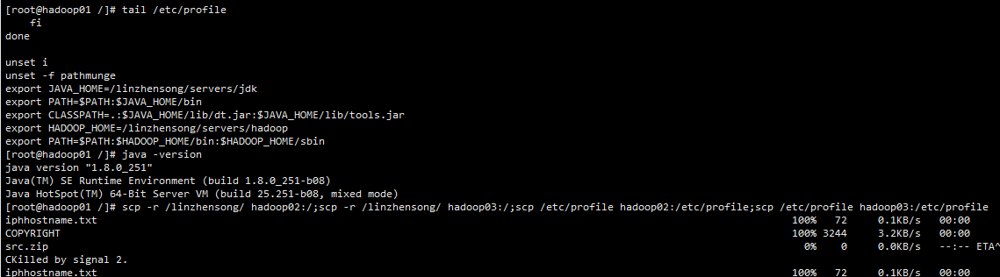 [root@hadoop01 /]# tail /etc/profile
    fi
done

unset i
unset -f pathmunge
export JAVA_HOME=/linzhensong/servers/jdk
export PATH=$PATH:$JAVA_HOME/bin
export CLASSPATH=.:$JAVA_HOME/lib/dt.jar:$JAVA_HOME/lib/tools.jar
export HADOOP_HOME=/linzhensong/servers/hadoop
export PATH=$PATH:$HADOOP_HOME/bin:$HADOOP_HOME/sbin
[root@hadoop01 /]# java -version
java version "1.8.0_251"
Java(TM) SE Runtime Environment (build 1.8.0_251-b08)
Java HotSpot(TM) 64-Bit Server VM (build 25.251-b08, mixed mode)
[root@hadoop01 /]# scp -r /linzhensong/ hadoop02:/;scp -r /linzhensong/ hadoop03:/;scp /etc/profile hadoop02:/etc/profile;scp /etc/profile hadoop03:/etc/profile
iphhostname.txt 100% 72 0.1KB/s 00:00
COPYRIGHT 100% 3244 3.2KB/s 00:00
src.zip 0% 0 0.0KB/s --:-- ETA^
CKilled by signal 2.
iphhostname.txt 100% 72 0.1KB/s 00:00